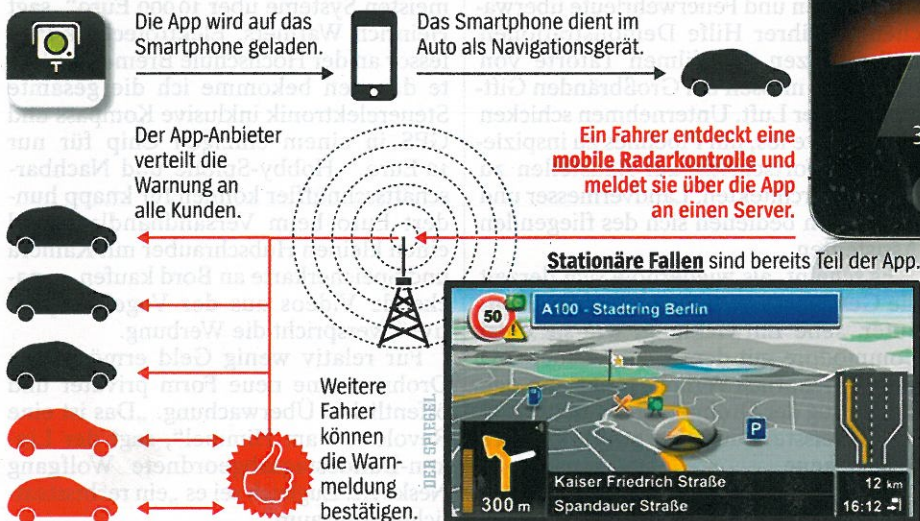 Die App wird auf das
Smartphone geladen.
Das Smartphone dient im
Auto als Navigationsgerät.
T
Der App-Anbieter
verteilt die
Warnung an
alle Kunden.
Ein Fahrer entdeckt eine
mobile Radarkontrolle und
meldet sie über die App
an einen Server.
Stationäre Fallen sind bereits Teil der App.
50
A100 - Stadtring Berlin
P
Weitere
Fahrer
können
die Warn-
meldung
bestätigen.
DER SPIEGEL
300 m
Kaiser Friedrich Straße
12 km
Spandauer Straße
16:12